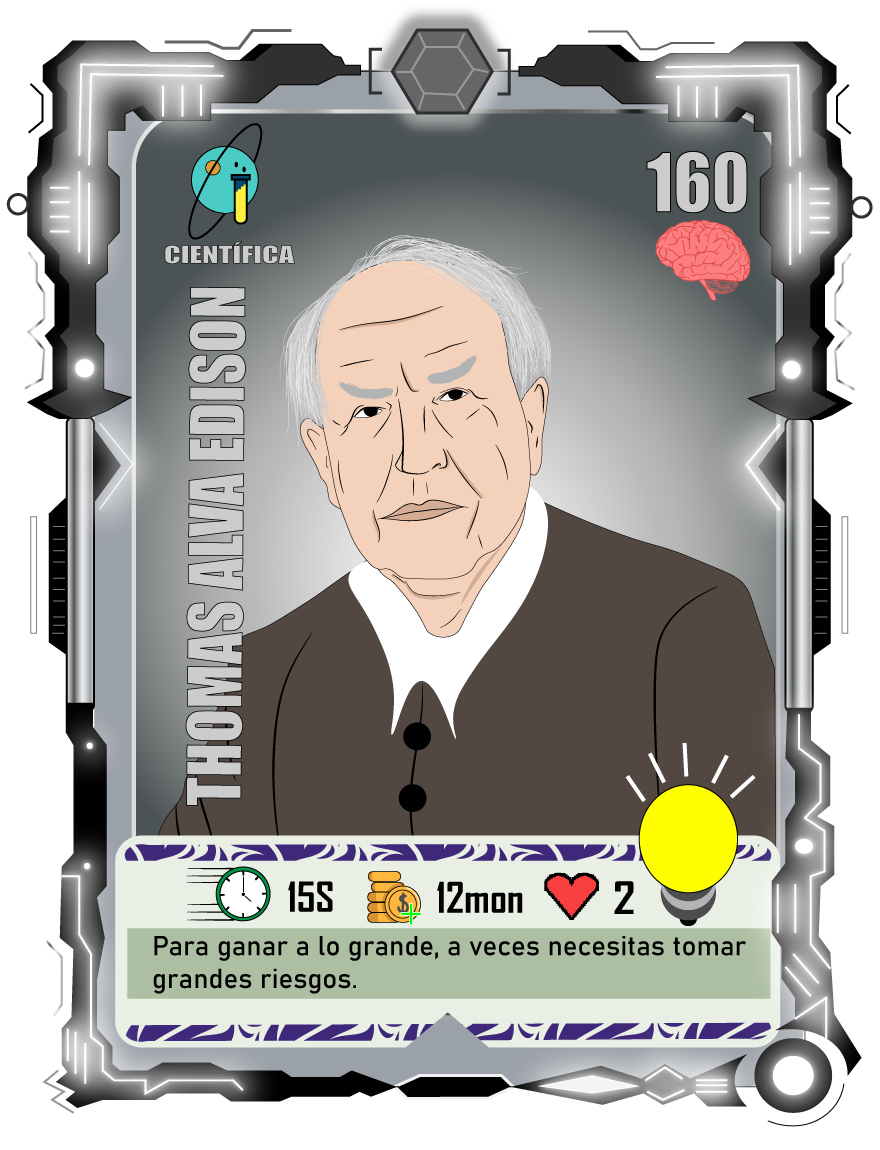 160
CIENTÍFICA
THOMAS ALVA EDISON
15S 12mon 2
Para ganar a lo grande, a veces necesitas tomar
grandes riesgos.